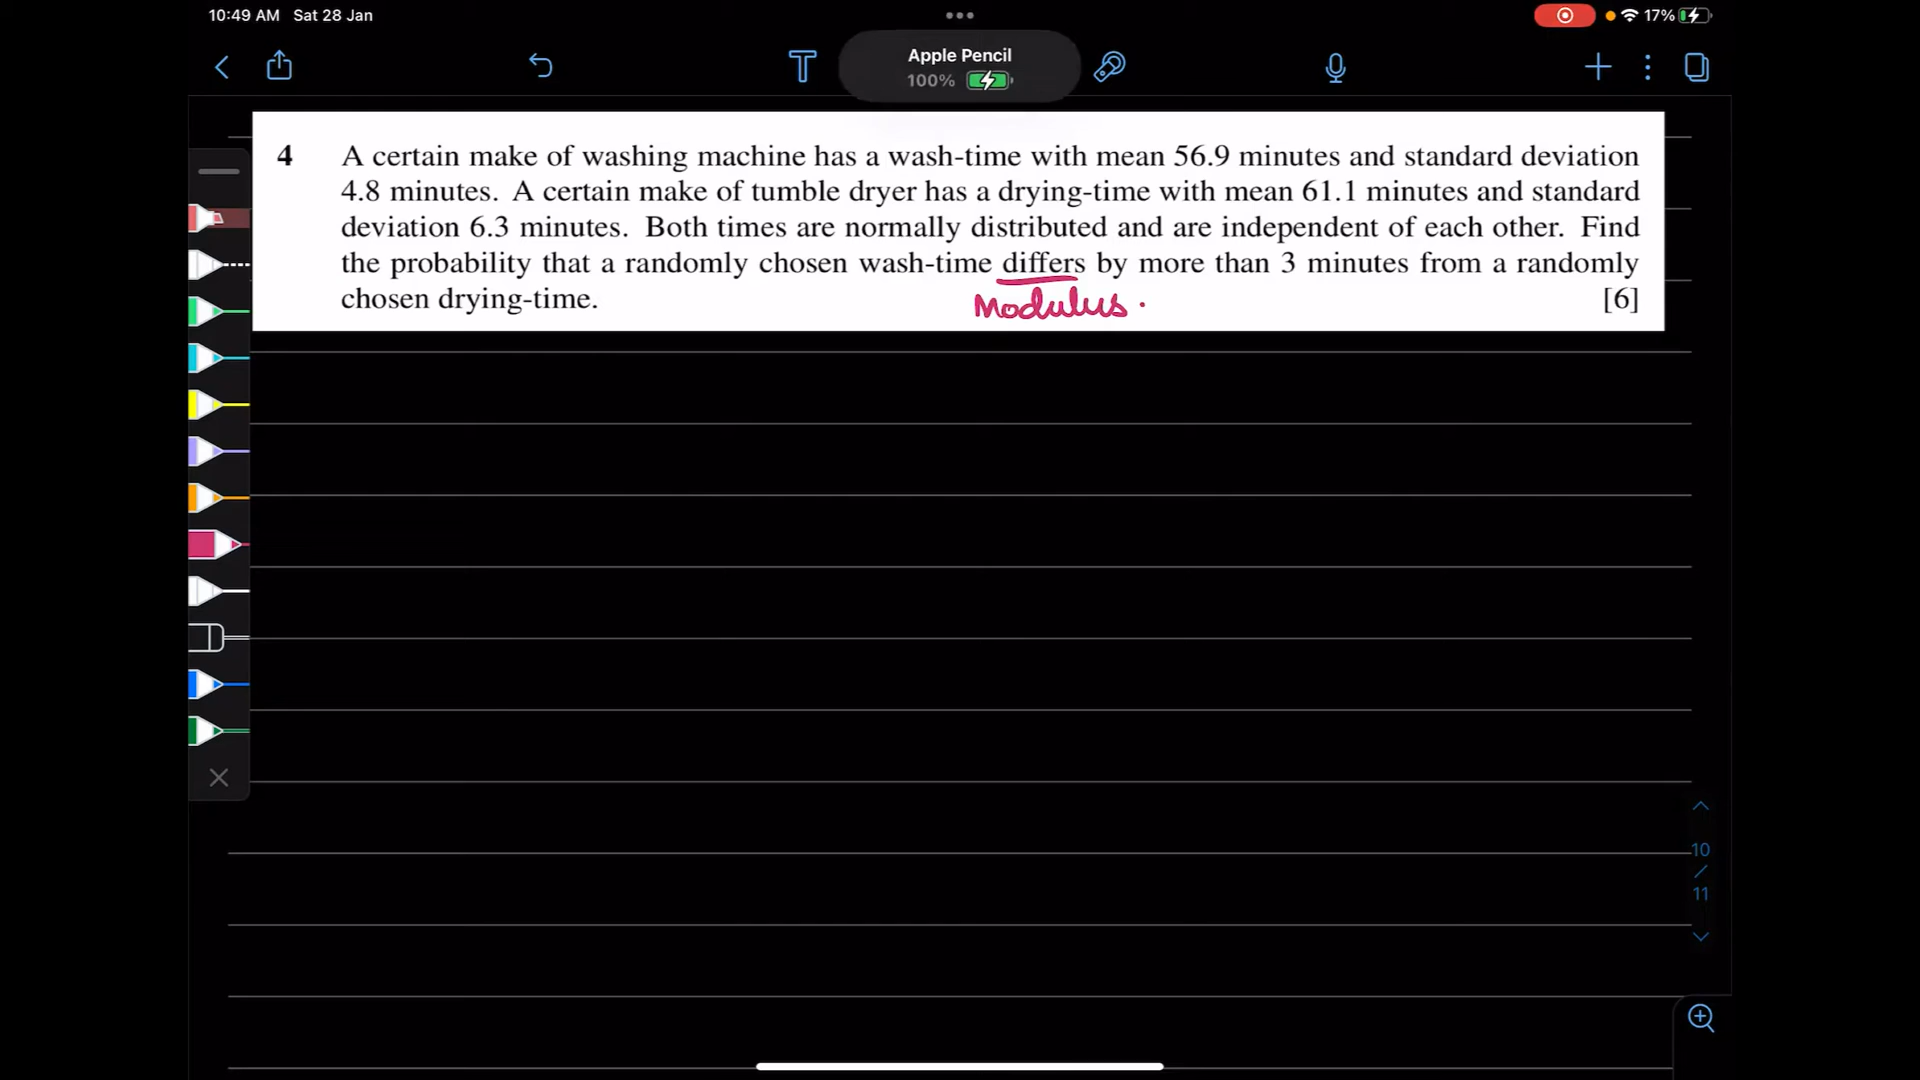 10:49 AM Sat 28 Jan
17%
Apple Pencil
100%
4 A certain make of washing machine has a wash-time with mean 56.9 minutes and standard deviation
4.8 minutes. A certain make of tumble dryer has a drying-time with mean 61.1 minutes and standard
deviation 6.3 minutes. Both times are normally distributed and are independent of each other. Find
the probability that a randomly chosen wash-time differs by more than 3 minutes from a randomly
chosen drying-time. [6]
Modulus.
10
/
11